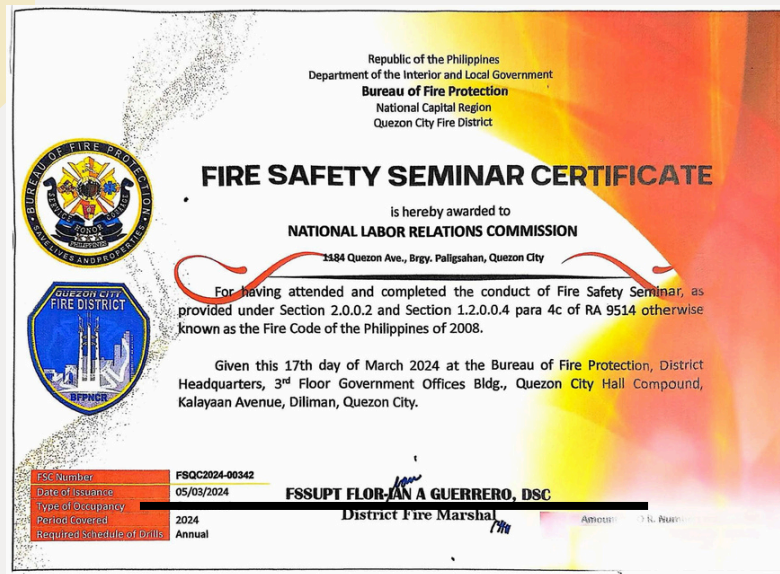 Republic of the Philippines
Department of the Interior and Local Government
Bureau of Fire Protection
National Capital Region
Quezon City Fire District
FIRE SAFETY SEMINAR CERTIFICATE
is hereby awarded to
NATIONAL LABOR RELATIONS COMMISSION
1184 Quezon Ave., Brgy. Paligsahan, Quezon City
BUREAU OF FIRE PROTECTION
SERVICE HONOR
PHILIPPINES
SAVE LIVES AND PROPERTIES
QUEZON CITY
FIRE DISTRICT
BFPNCR
For having attended and completed the conduct of Fire Safety Seminar, as
provided under Section 2.0.0.2 and Section 1.2.0.0.4 para 4c of RA 9514 otherwise
known as the Fire Code of the Philippines of 2008.
Given this 17th day of March 2024 at the Bureau of Fire Protection, District
Headquarters, 3rd Floor Government Offices Bldg., Quezon City Hall Compound,
Kalayaan Avenue, Diliman, Quezon City.
FSC Number FSQC2024-00342
Date of Issuance 05/03/2024
Type of Occupancy
Period Covered 2024
Required Schedule of Drills Annual
FSSUPT FLOR-IAN A GUERRERO, DSC
District Fire Marshal